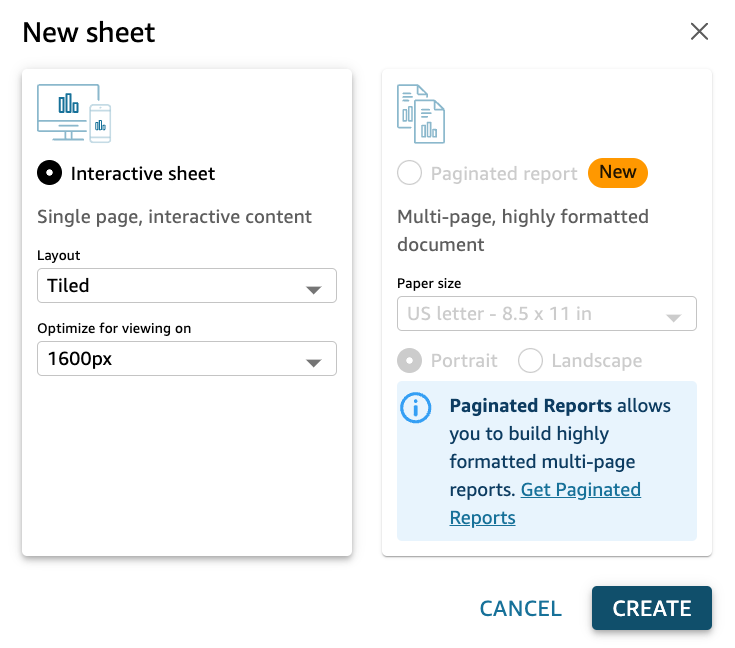 New sheet
Interactive sheet
Single page, interactive content
Layout
Tiled
Optimize for viewing on
1600px
Paginated report New
Multi-page, highly formatted
document
Paper size
US letter - 8.5 x 11 in
Portrait Landscape
Paginated Reports allows
you to build highly
formatted multi-page
reports. Get Paginated
Reports
CANCEL CREATE